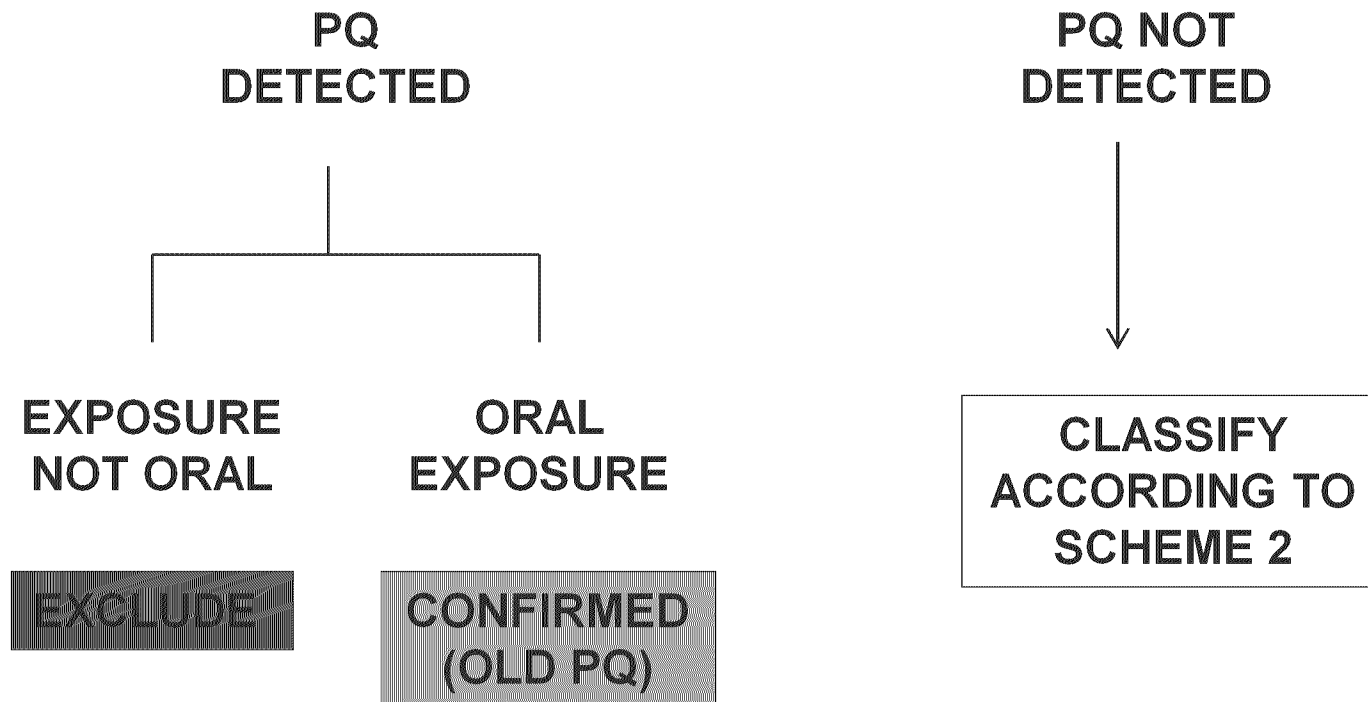 PQ
DETECTED
PQ NOT
DETECTED
EXPOSURE
NOT ORAL
ORAL
EXPOSURE
CLASSIFY
ACCORDING TO
SCHEME 2
EXCLUDE
CONFIRMED
(OLD PQ)